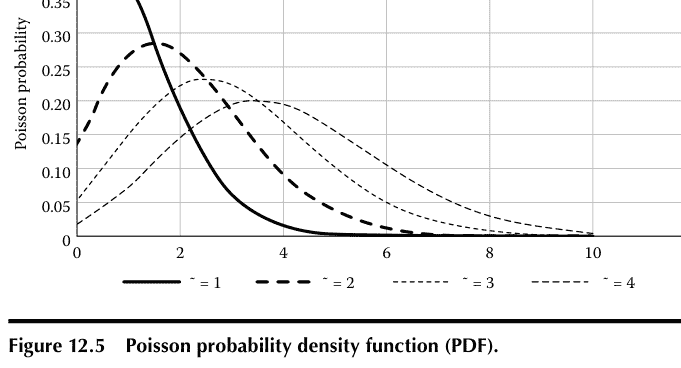 0.35
0.30
0.25
0.20
0.15
0.10
0.05
0
Poisson probability
0 2 4 6 8 10
˜ = 1 ˜ = 2 ˜ = 3 ˜ = 4
Figure 12.5 Poisson probability density function (PDF).